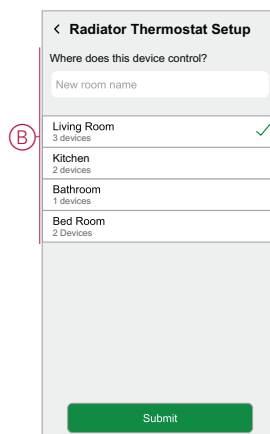 < Radiator Thermostat Setup
Where does this device control?
New room name
B
Living Room
3 devices
Kitchen
2 devices
Bathroom
1 devices
Bed Room
2 Devices
Submit